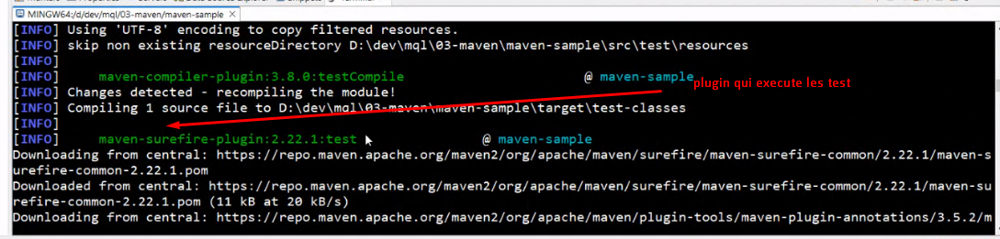 MINGW64:/d/dev/mql/03-maven/maven-sample
[INFO] Using 'UTF-8' encoding to copy filtered resources.
[INFO] skip non existing resourceDirectory D:\dev\mql\03-maven\maven-sample\src\test\resources
[INFO]
[INFO] maven-compiler-plugin:3.8.0:testCompile @ maven-sample
plugin qui execute les test
[INFO] Changes detected - recompiling the module!
[INFO] Compiling 1 source file to D:\dev\mql\03-maven\maven-sample\target\test-classes
[INFO]
[INFO] maven-surefire-plugin:2.22.1:test @ maven-sample
Downloading from central: https://repo.maven.apache.org/maven2/org/apache/maven/surefire/maven-surefire-common/2.22.1/maven-s
urefire-common-2.22.1.pom
Downloaded from central: https://repo.maven.apache.org/maven2/org/apache/maven/surefire/maven-surefire-common/2.22.1/maven-su
refire-common-2.22.1.pom (11 kB at 20 kB/s)
Downloading from central: https://repo.maven.apache.org/maven2/org/apache/maven/plugin-tools/maven-plugin-annotations/3.5.2/m